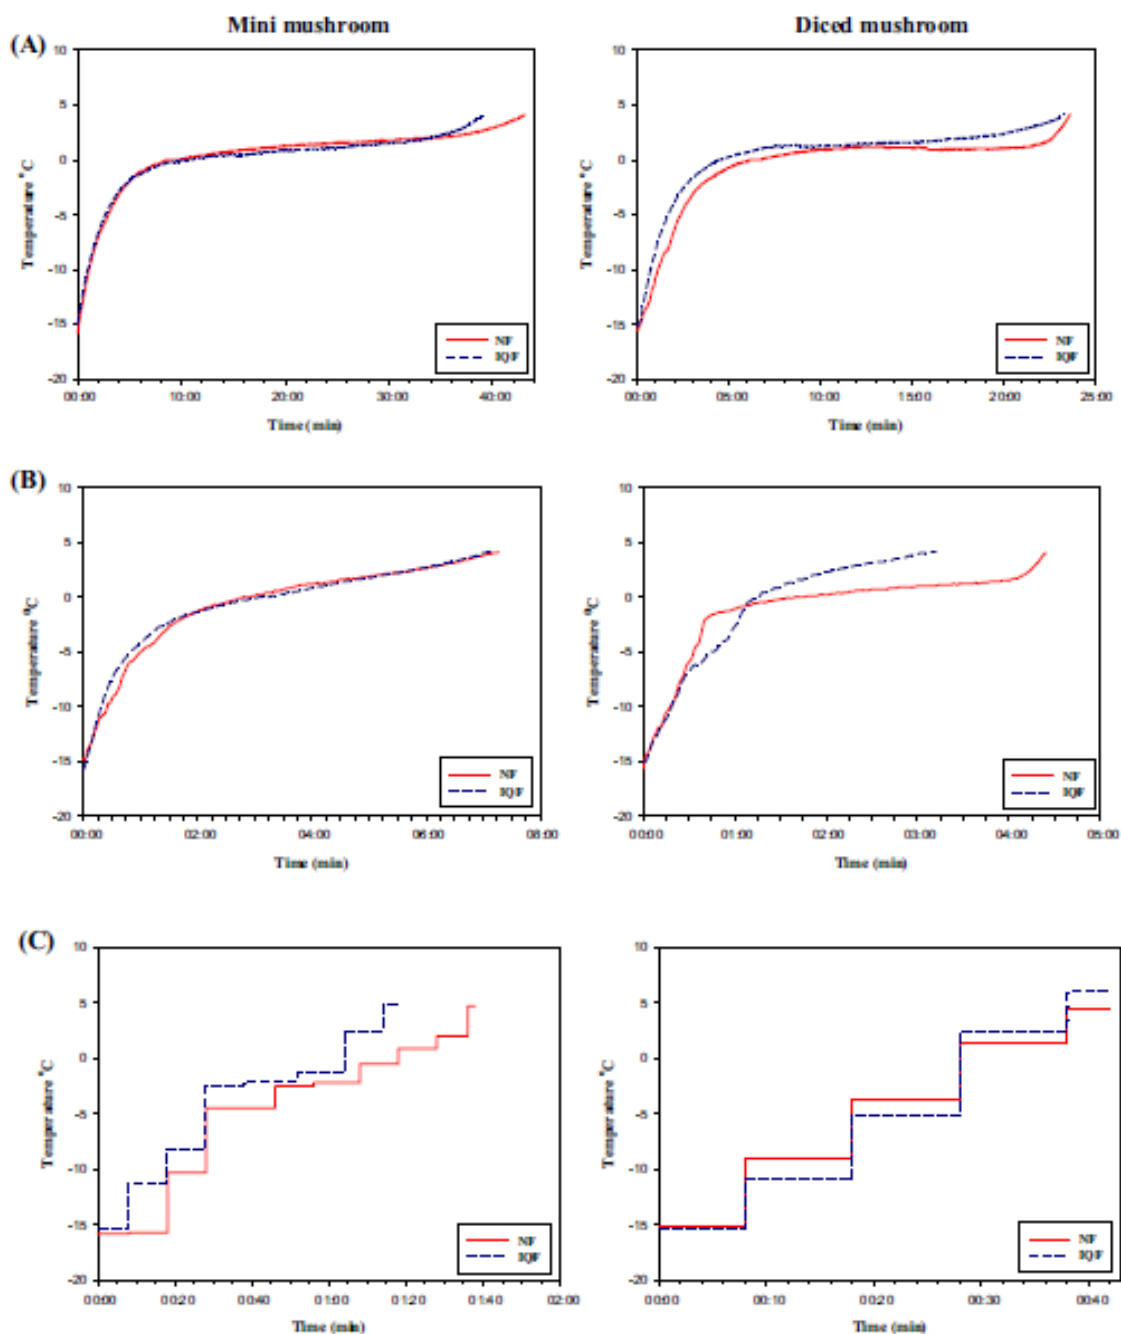 Mini mushroom
Diced mushroom
(A)
10
5
0
-5
-10
-15
-20
Temperature °C
00:00 10:00 20:00 30:00 40:00
Time (min)
NF
IQF
10
5
0
-5
-10
-15
-20
Temperature °C
00:00 05:00 10:00 15:00 20:00 25:00
Time (min)
NF
IQF
(B)
10
5
0
-5
-10
-15
-20
Temperature °C
00:00 02:00 04:00 06:00 08:00
Time (min)
NF
IQF
10
5
0
-5
-10
-15
-20
Temperature °C
00:00 01:00 02:00 03:00 04:00 05:00
Time (min)
NF
IQF
(C)
10
5
0
-5
-10
-15
-20
Temperature °C
00:00 00:20 00:40 01:00 01:20 01:40 02:00
Time (min)
NF
IQF
10
5
0
-5
-10
-15
-20
Temperature °C
00:00 00:10 00:20 00:30 00:40
Time (min)
NF
IQF